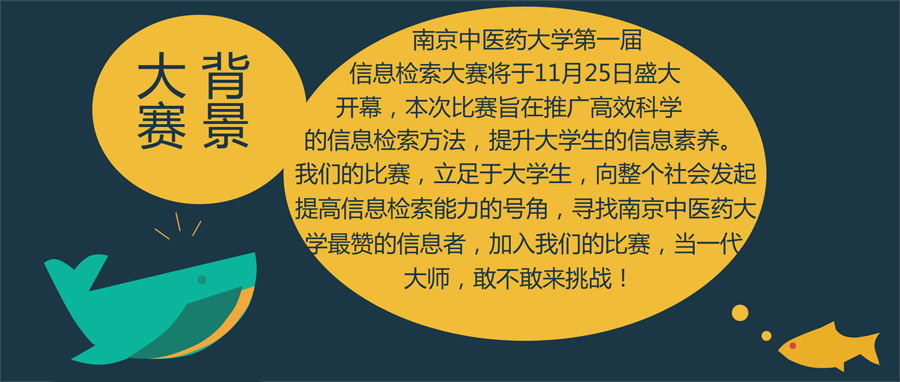 大赛
背景
南京中医药大学第一届
信息检索大赛将于11月25日盛大
开幕，本次比赛旨在推广高效科学
的信息检索方法，提升大学生的信息素养。
我们的比赛，立足于大学生，向整个社会发起
提高信息检索能力的号角，寻找南京中医药大
学最赞的信息者，加入我们的比赛，当一代
大师，敢不敢来挑战！